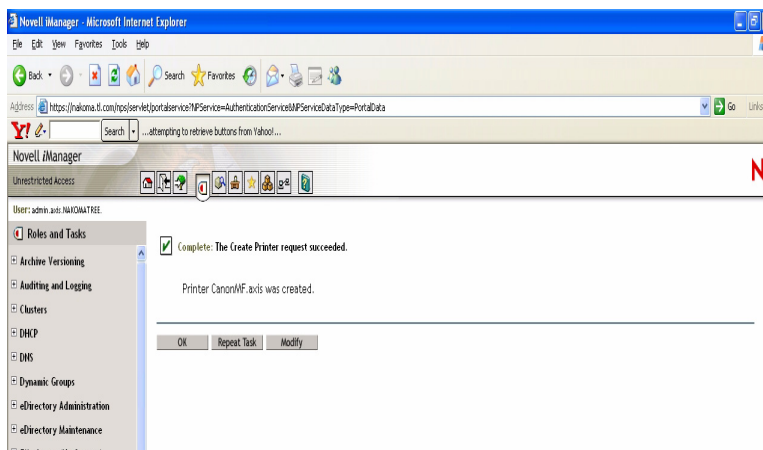 Novell iManager - Microsoft Internet Explorer
File Edit View Favorites Tools Help
Back Search Favorites
Address https://nakoma.tl.com/nps/servlet/portalservice?NPService=AuthenticationService&NPServiceDataType=PortalData Go Links
Y! Search ...attempting to retrieve buttons from Yahoo!...
Novell iManager
N
Unrestricted Access
User: admin.axis.NAKOMATREE.
Roles and Tasks
Complete: The Create Printer request succeeded.
Archive Versioning
Auditing and Logging
Printer CanonMF.axis was created.
Clusters
DHCP
OK Repeat Task Modify
DNS
Dynamic Groups
eDirectory Administration
eDirectory Maintenance